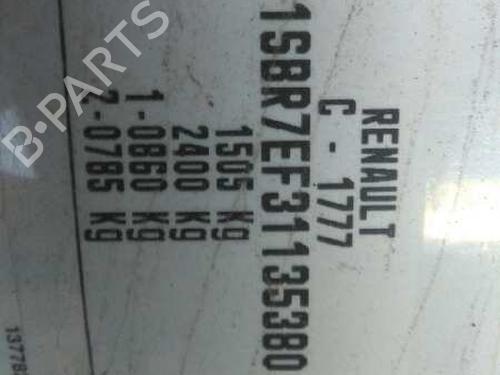 RENAULT
C - 1777
1SBR7EF31135380
1505 Kg
2400 Kg
1-0860 Kg
2-0785 Kg
B-PARTS